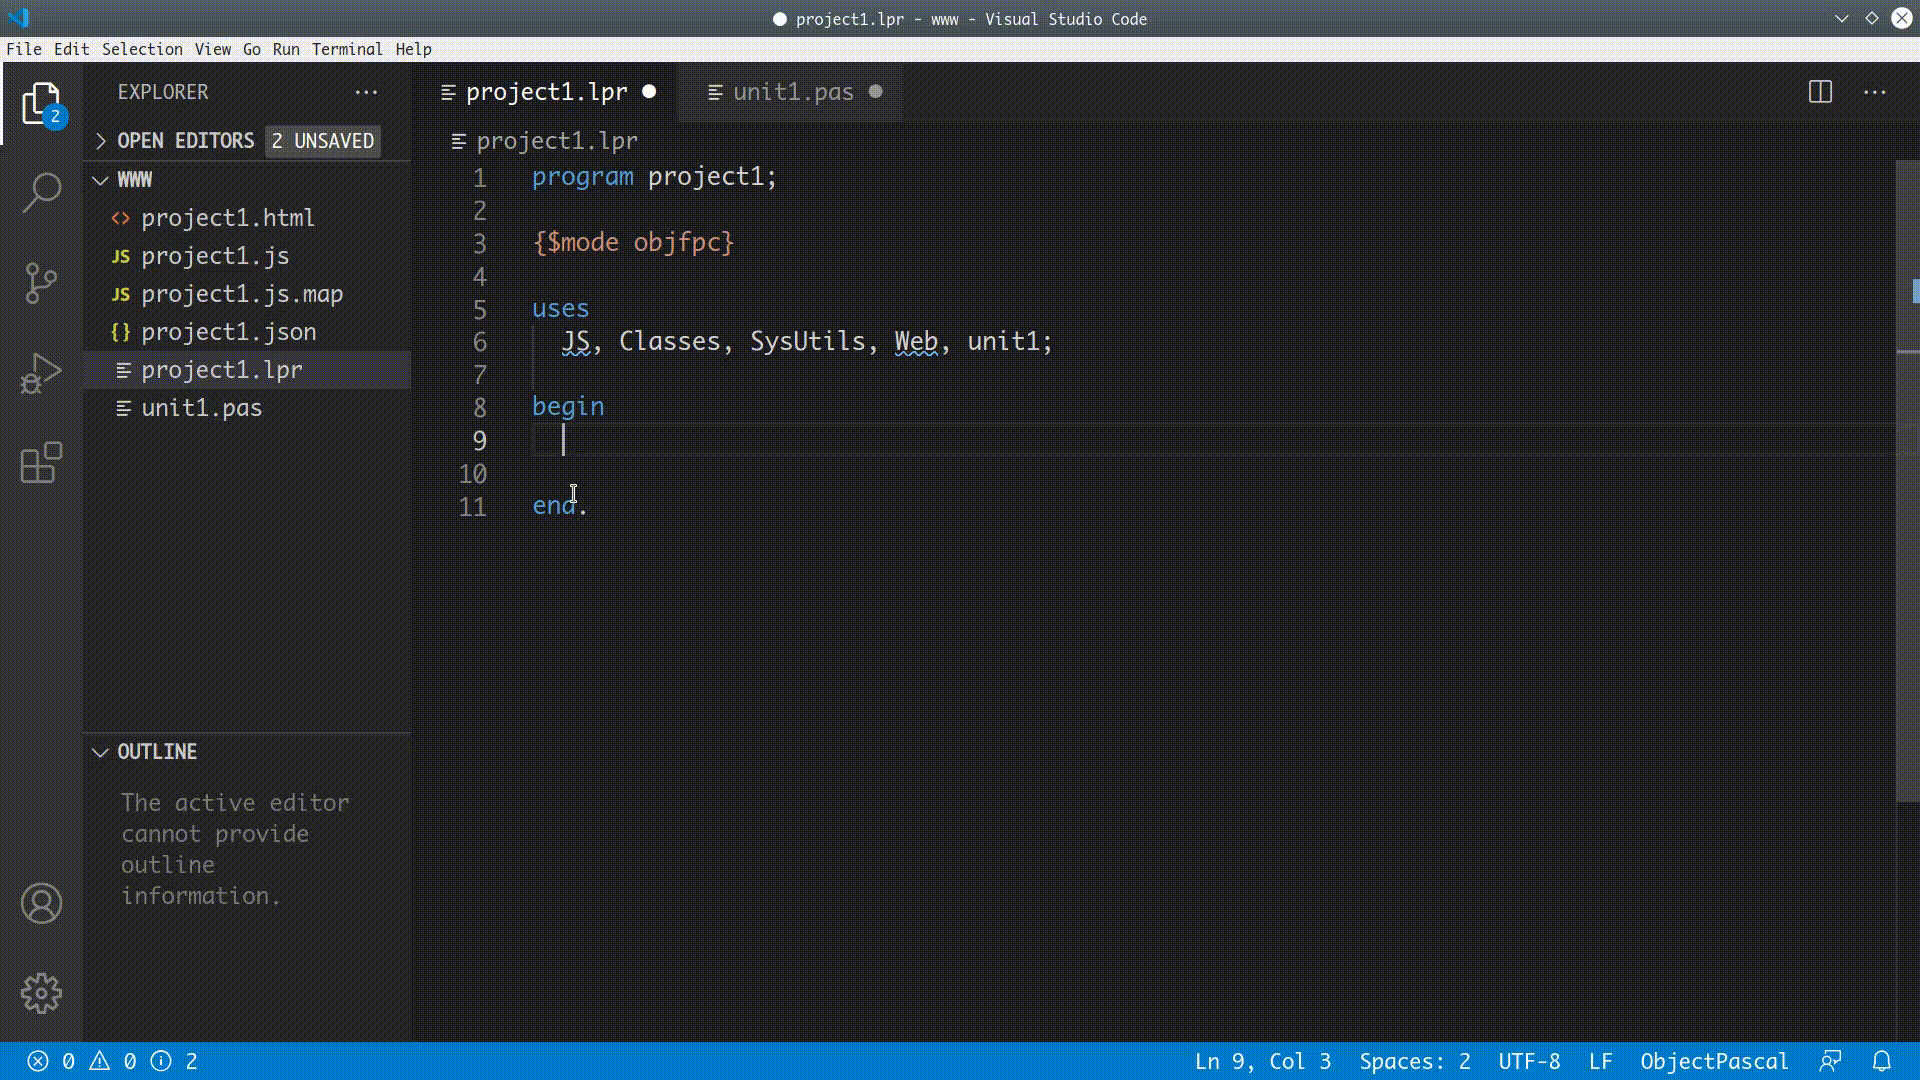 project1.lpr - www - Visual Studio Code
File Edit Selection View Go Run Terminal Help
EXPLORER
2
OPEN EDITORS 2 UNSAVED
WWW
project1.html
JS project1.js
JS project1.js.map
{} project1.json
project1.lpr
unit1.pas
OUTLINE
The active editor
cannot provide
outline
information.
project1.lpr
unit1.pas
project1.lpr
1 program project1;
2
3 {$mode objfpc}
4
5 uses
6 JS, Classes, SysUtils, Web, unit1;
7
8 begin
9
10
11 end.
0 0 2
Ln 9, Col 3 Spaces: 2 UTF-8 LF ObjectPascal